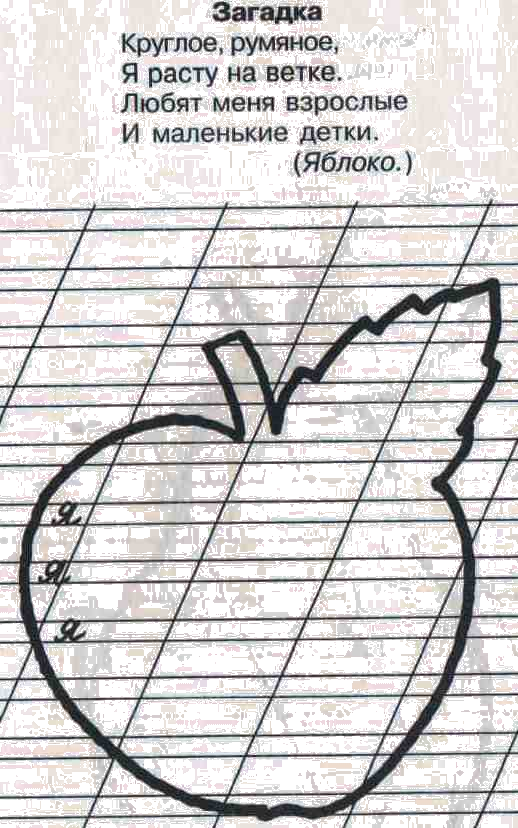 Загадка
Круглое, румяное,
Я расту на ветке.
Любят меня взрослые
И маленькие детки.
(Яблоко.)
я
я
я